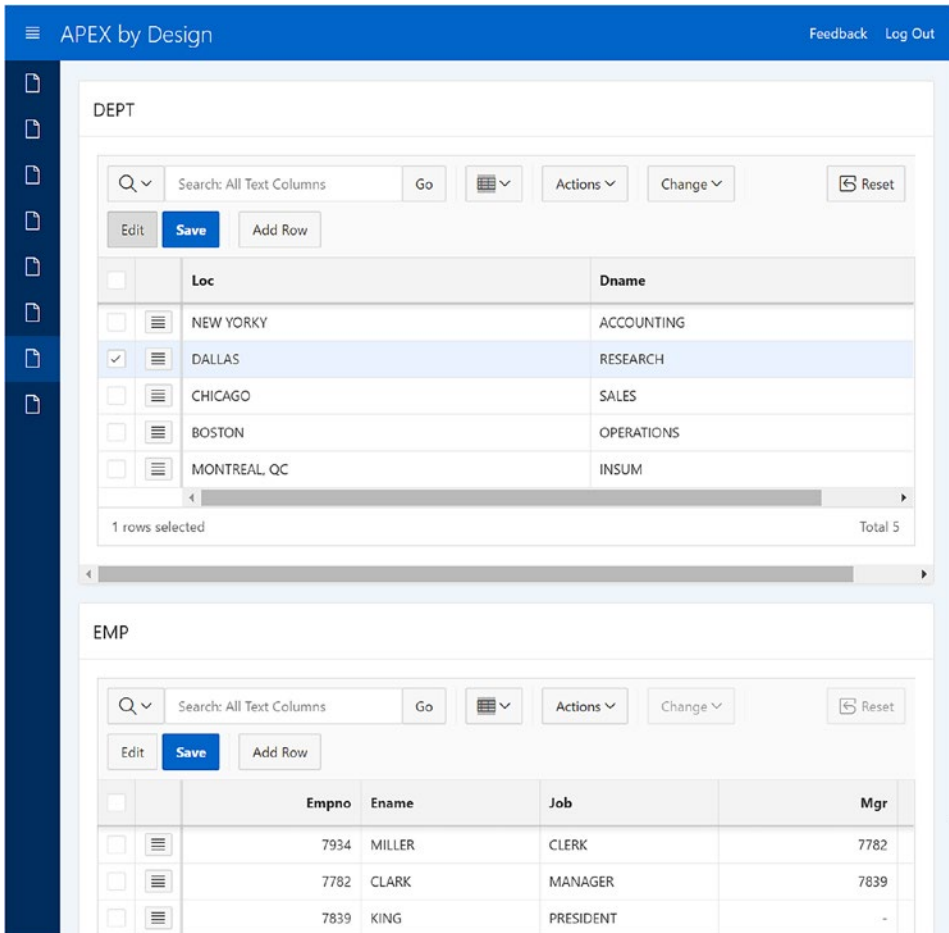 APEX by Design Feedback Log Out
DEPT
Search: All Text Columns Go Actions Change Reset
Edit Save Add Row
Loc Dname
NEW YORKY ACCOUNTING
DALLAS RESEARCH
CHICAGO SALES
BOSTON OPERATIONS
MONTREAL, QC INSUM
1 rows selected Total 5
EMP
Search: All Text Columns Go Actions Change Reset
Edit Save Add Row
Empno Ename Job Mgr
7934 MILLER CLERK 7782
7782 CLARK MANAGER 7839
7839 KING PRESIDENT -